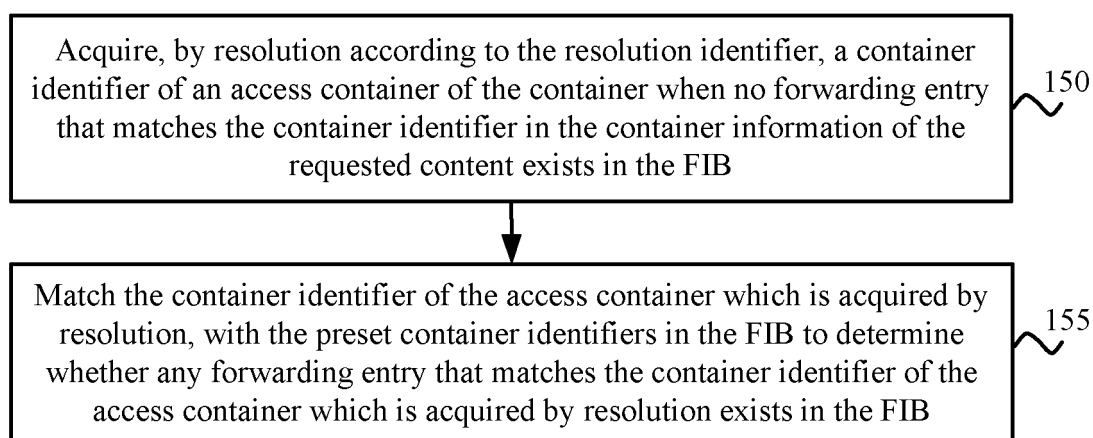 Acquire, by resolution according to the resolution identifier, a container
identifier of an access container of the container when no forwarding entry
that matches the container identifier in the container information of the
requested content exists in the FIB
150
Match the container identifier of the access container which is acquired by
resolution, with the preset container identifiers in the FIB to determine
whether any forwarding entry that matches the container identifier of the
access container which is acquired by resolution exists in the FIB
155